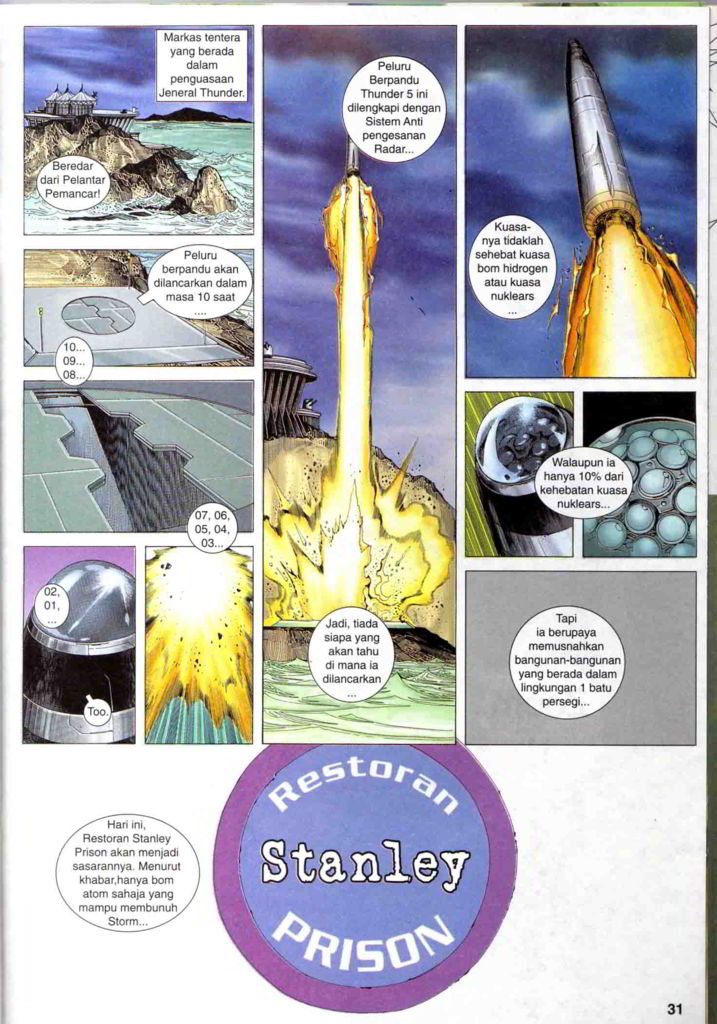 Markas tentera
yang berada
dalam
penguasaan
Jeneral Thunder.
Beredar
dari Pelantar
Pemancar!
Peluru
berpandu akan
dilancarkan dalam
masa 10 saat
....
10...
09...
08...
07, 06,
05, 04,
03...
02,
01,
...
Too.
Peluru
Berpandu
Thunder 5 ini
dilengkapi dengan
Sistem Anti
pengesanan
Radar...
Jadi, tiada
siapa yang
akan tahu
di mana ia
dilancarkan
...
Kuasa-
nya tidaklah
sehebat kuasa
bom hidrogen
atau kuasa
nuklears
...
Walaupun ia
hanya 10% dari
kehebatan kuasa
nuklears...
Tapi
ia berupaya
memusnahkan
bangunan-bangunan
yang berada dalam
lingkungan 1 batu
persegi...
Hari ini,
Restoran Stanley
Prison akan menjadi
sasarannya. Menurut
khabar,hanya bom
atom sahaja yang
mampu membunuh
Storm...
Restoran
Stanley
PRISON
31